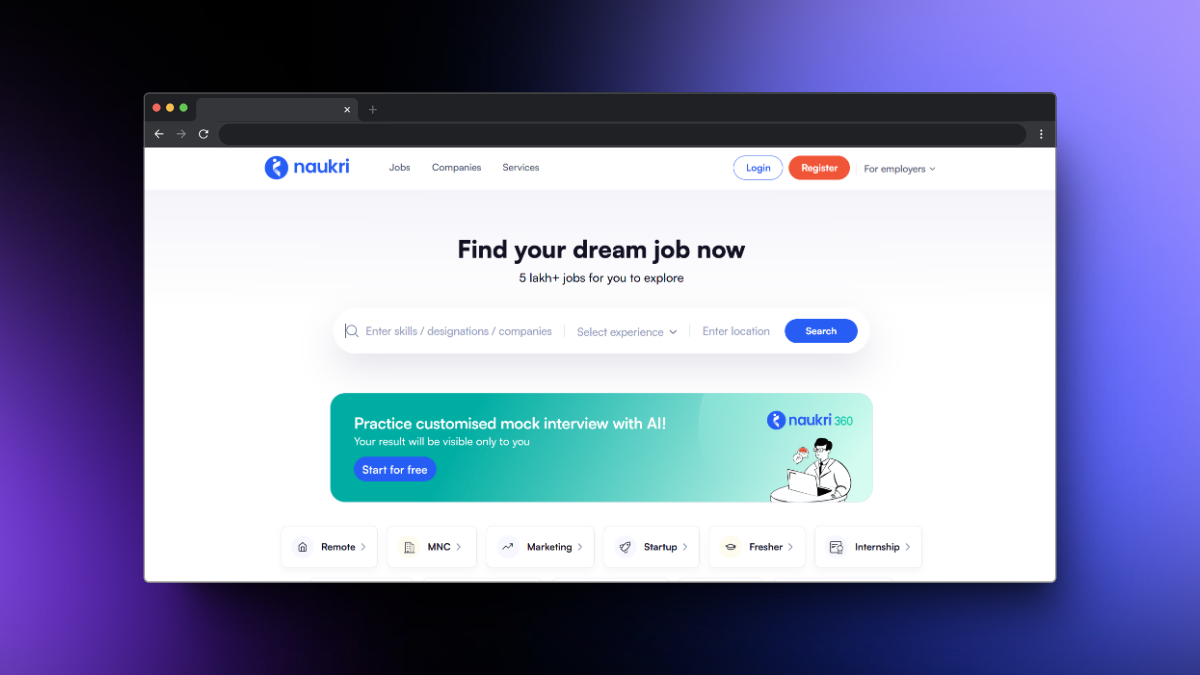 naukri
Jobs Companies Services
Login
Register
For employers
Find your dream job now
5 lakh+ jobs for you to explore
Enter skills / designations / companies
Select experience
Enter location
Search
Practice customised mock interview with AI!
Your result will be visible only to you
Start for free
naukri 360
Remote
MNC
Marketing
Startup
Fresher
Internship